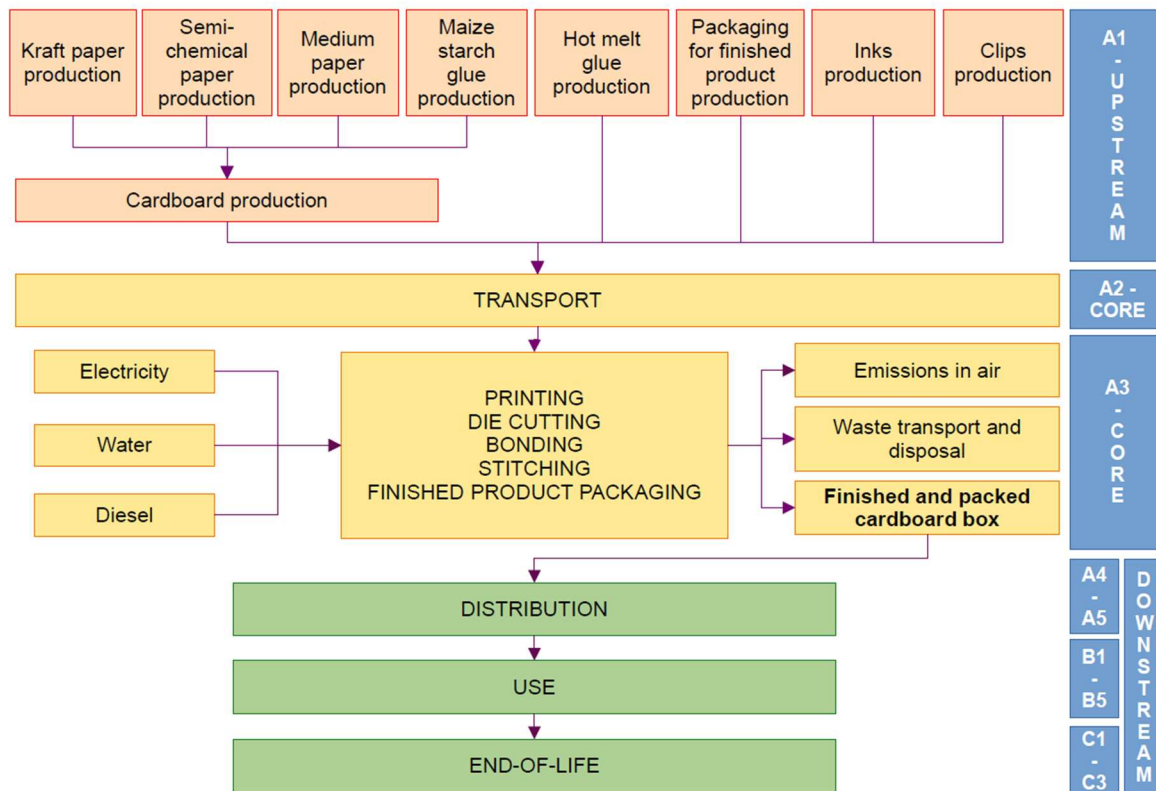 Kraft paper
production
Semi-
chemical
paper
production
Medium
paper
production
Maize
starch
glue
production
Hot melt
glue
production
Packaging
for finished
product
production
Inks
production
Clips
production
A1
-
U
P
S
T
R
E
A
M
Cardboard production
TRANSPORT
A2 -
CORE
Electricity
Water
Diesel
PRINTING
DIE CUTTING
BONDING
STITCHING
FINISHED PRODUCT PACKAGING
Emissions in air
Waste transport and
disposal
Finished and packed
cardboard box
A3
-
C
O
R
E
DISTRIBUTION
A4
-
A5
USE
B1
-
B5
END-OF-LIFE
C1
-
C3
D
O
W
N
S
T
R
E
A
M